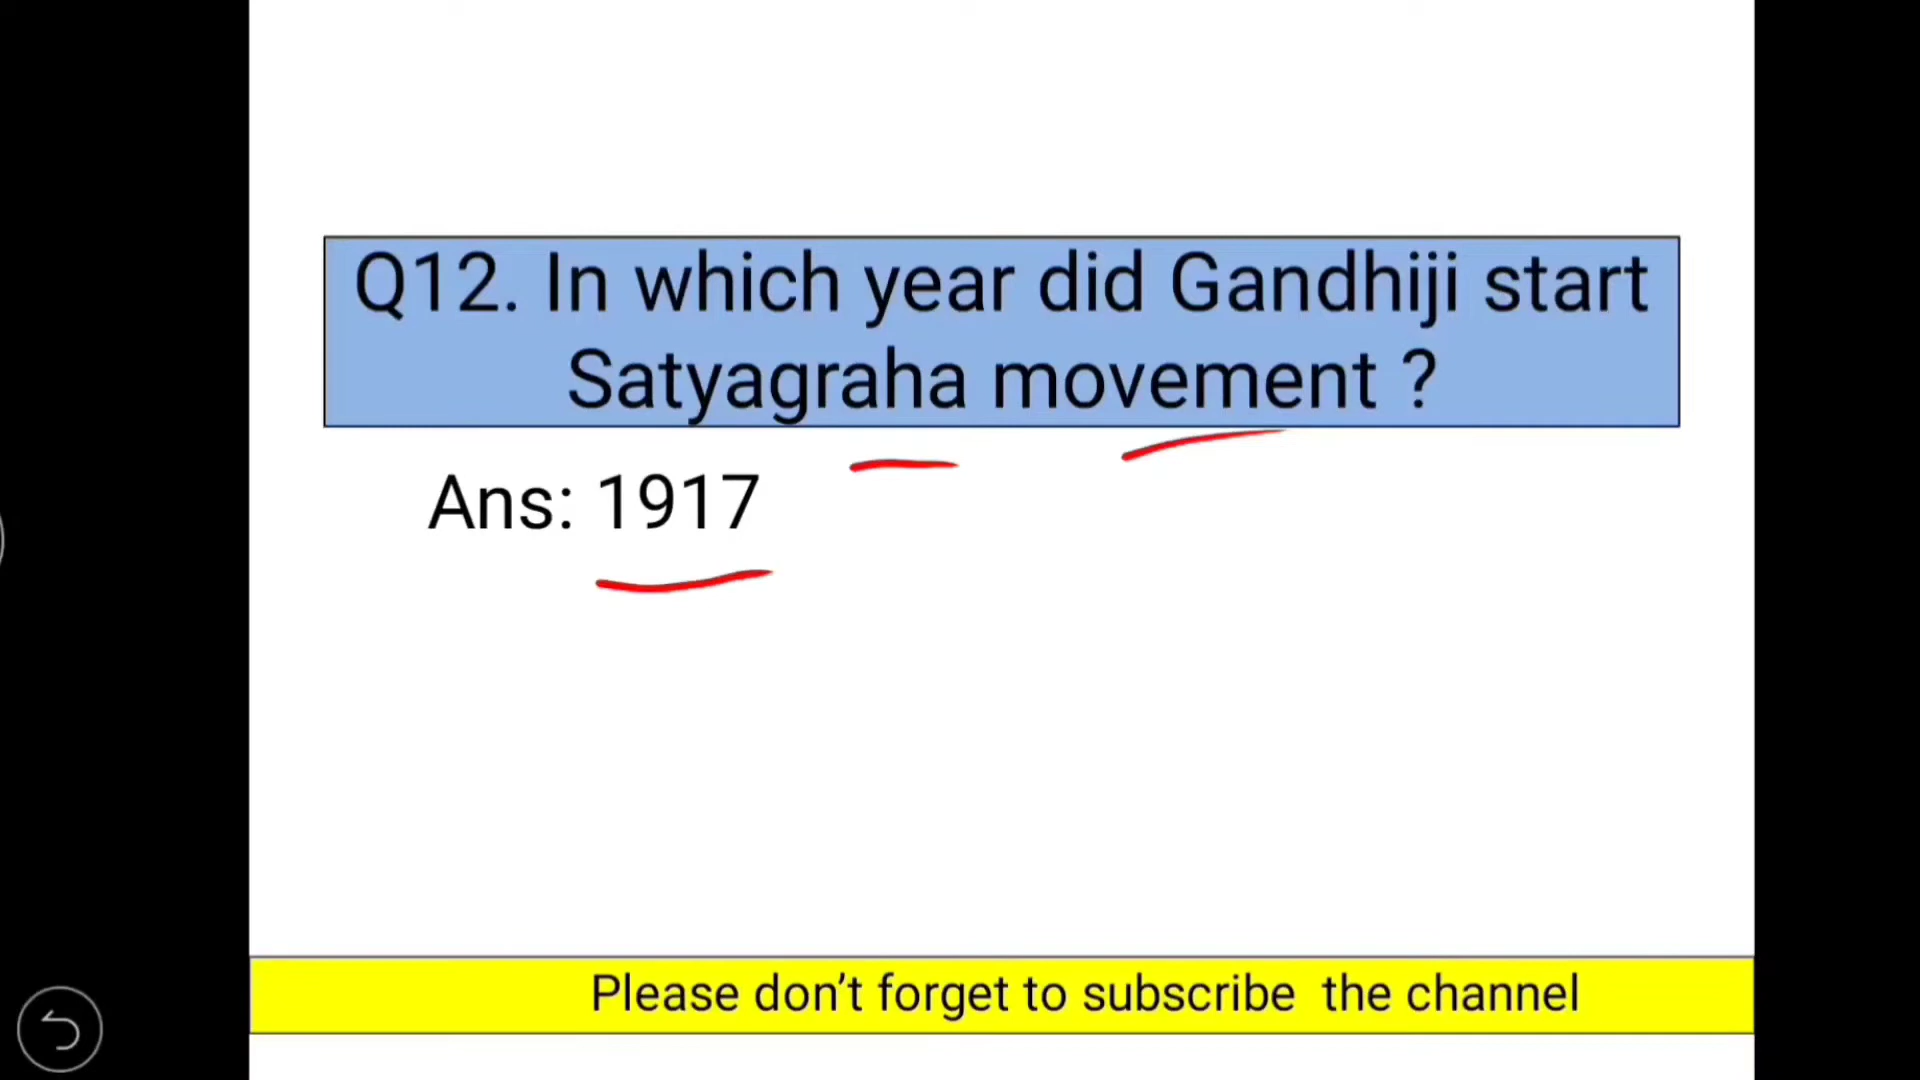 Q12. In which year did Gandhiji start
Satyagraha movement ?
Ans: 1917
Please don’t forget to subscribe the channel